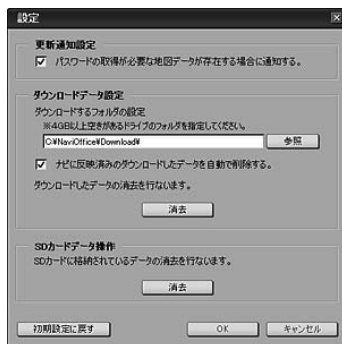 設定
更新通知設定
パスワードの取得が必要な地図データが存在する場合に通知する。
ダウンロードデータ設定
ダウンロードするフォルダの設定
※4GB以上空きがあるドライブのフォルダを指定してください。
C:¥NaviOffice¥Download¥
参照
ナビに反映済みのダウンロードしたデータを自動で削除する。
ダウンロードしたデータの消去を行ないます。
消去
SDカードデータ操作
SDカードに格納されているデータの消去を行ないます。
消去
初期設定に戻す
OK
キャンセル